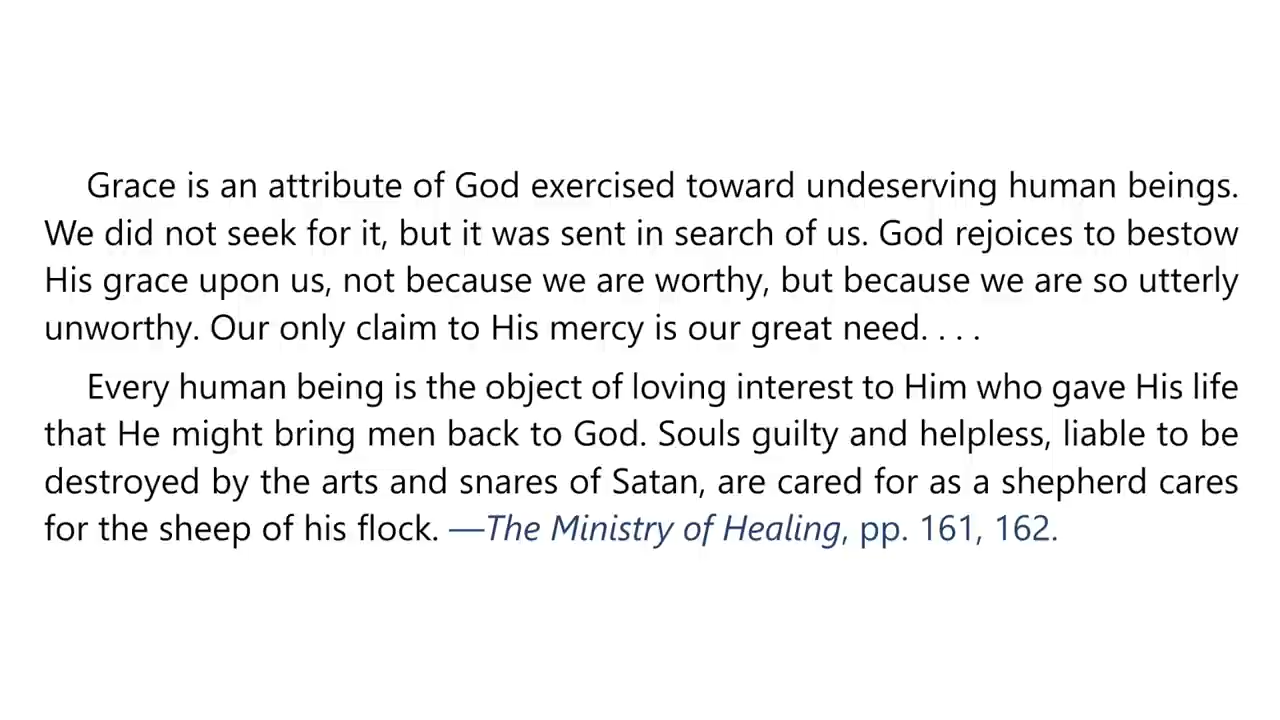 Grace is an attribute of God exercised toward undeserving human beings.
We did not seek for it, but it was sent in search of us. God rejoices to bestow
His grace upon us, not because we are worthy, but because we are so utterly
unworthy. Our only claim to His mercy is our great need. . . .
Every human being is the object of loving interest to Him who gave His life
that He might bring men back to God. Souls guilty and helpless, liable to be
destroyed by the arts and snares of Satan, are cared for as a shepherd cares
for the sheep of his flock. —The Ministry of Healing, pp. 161, 162.